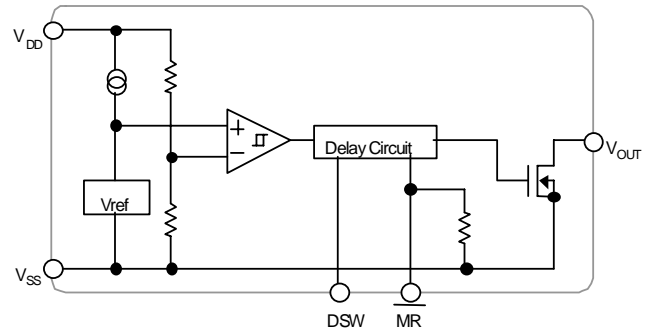 VDD
+
−
Delay Circuit
VOUT
Vref
VSS
DSW
MR